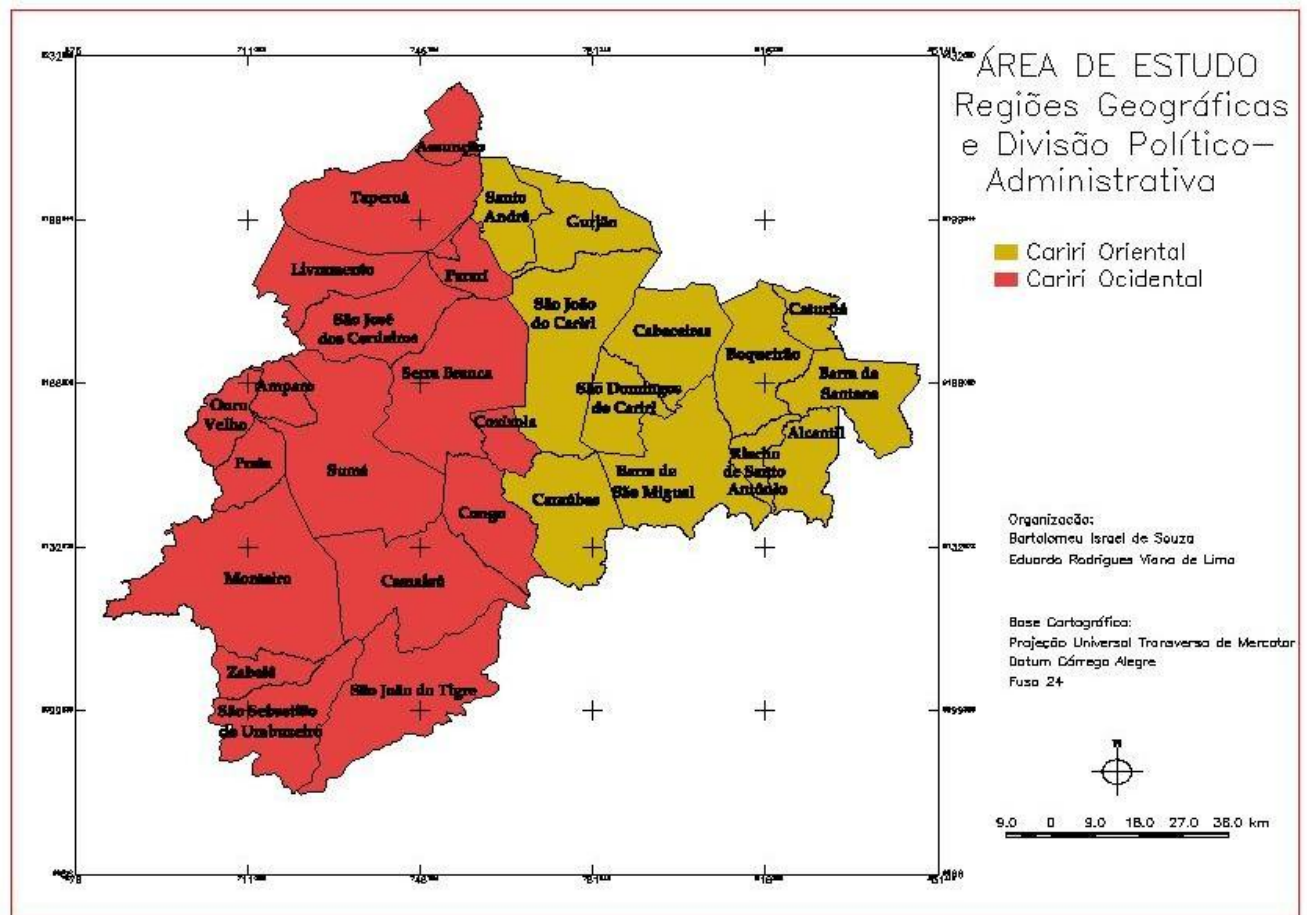 ÁREA DE ESTUDO
Regiões Geográficas
e Divisão Político-
Administrativa
Cariri Oriental
Cariri Ocidental
Assunção
Taperoá
Santo
André
Gurjão
Livramento
Parari
São José
dos Cordeiros
São João
do Cariri
Cabaceiras
Caturité
Boqueirão
Serra Branca
Amparo
Ouro
Velho
São Domingos
do Cariri
Barra de
Santana
Coxixola
Alcantil
Prata
Sumé
Riacho
de Santo
Antônio
Barra de
São Miguel
Caraúbas
Congo
Monteiro
Camalaú
Zabelê
São João do Tigre
São Sebastião
do Umbuzeiro
Organização:
Bartolomeu Israel de Souza
Eduardo Rodrigues Viana de Lima
Base Cartográfica:
Projeção Universal Transversa de Mercator
Datum Córrego Alegre
Fuso 24
N
9.0 0 9.0 18.0 27.0 36.0 km